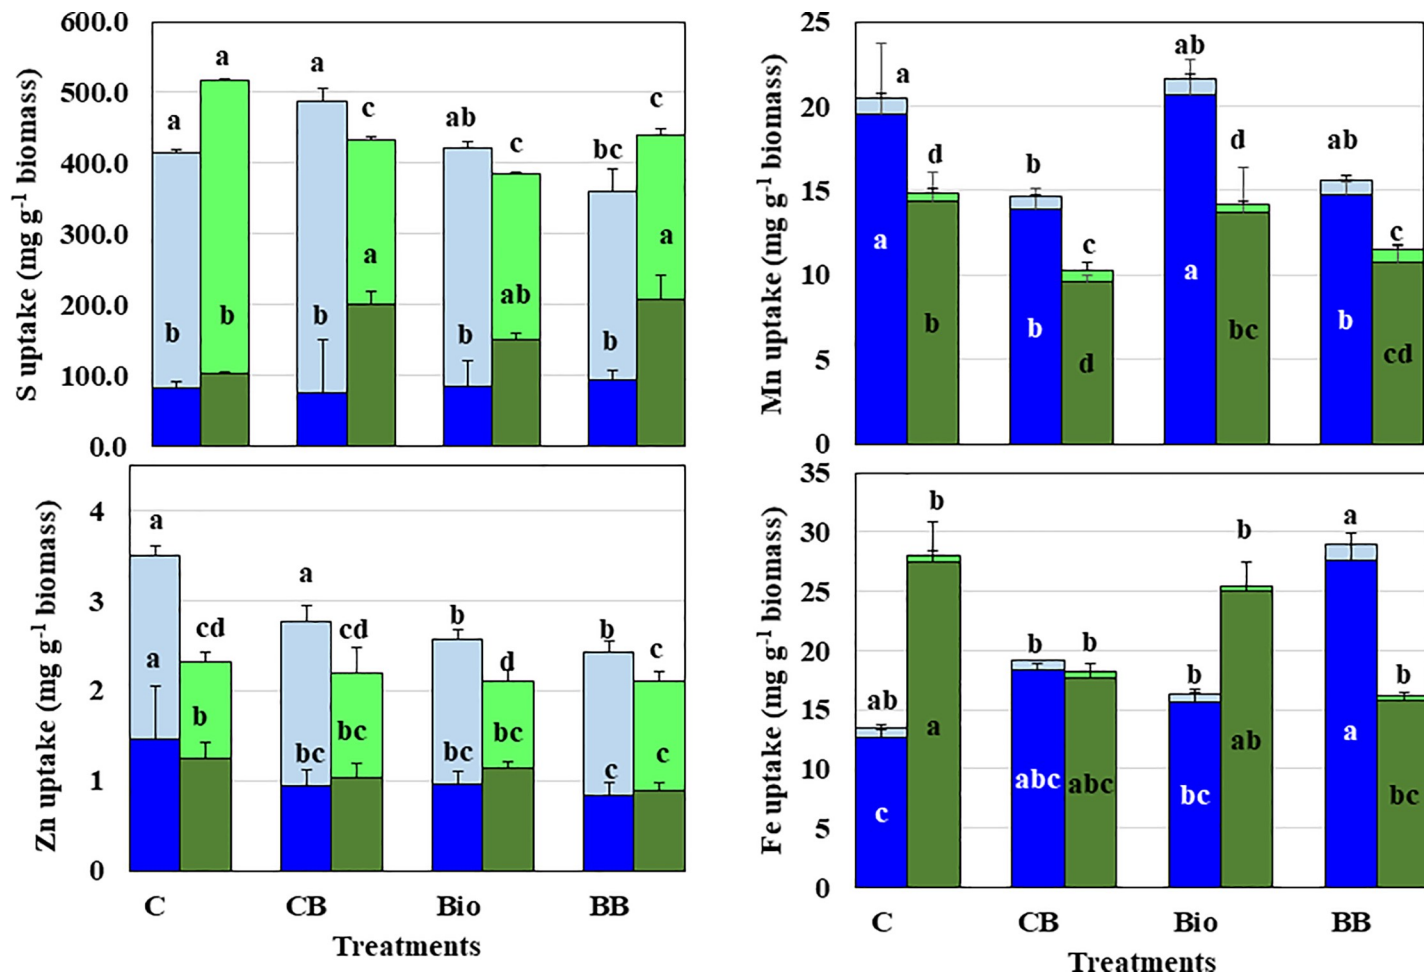 600.0
500.0
400.0
300.0
200.0
100.0
0.0
S uptake (mg g-1 biomass)
a
a
a
c
ab
c
bc
c
b
b
b
a
b
ab
b
a
25
20
15
10
5
0
Mn uptake (mg g-1 biomass)
a
d
b
c
ab
d
ab
c
a
b
b
d
a
bc
b
cd
4
3
2
1
0
Zn uptake (mg g-1 biomass)
a
cd
a
cd
b
d
b
c
a
b
bc
bc
bc
bc
c
c
C CB Bio BB
Treatments
35
30
25
20
15
10
5
0
Fe uptake (mg g-1 biomass)
ab
b
b
b
b
b
a
b
c
a
abc
abc
bc
ab
a
bc
C CB Bio BB
Treatments